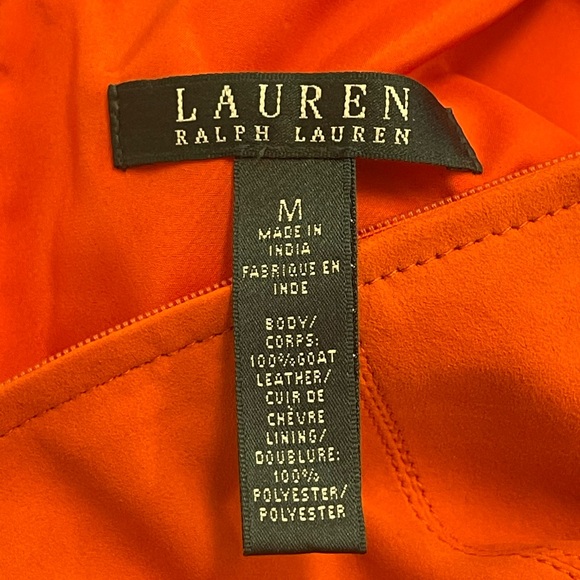 LAUREN
RALPH LAUREN
M
MADE IN
INDIA
FABRIQUE EN
INDE
BODY/
CORPS:
100%GOAT
LEATHER/
CUIR DE
CHÈVRE
LINING/
DOUBLURE:
100%
POLYESTER/
POLYESTER